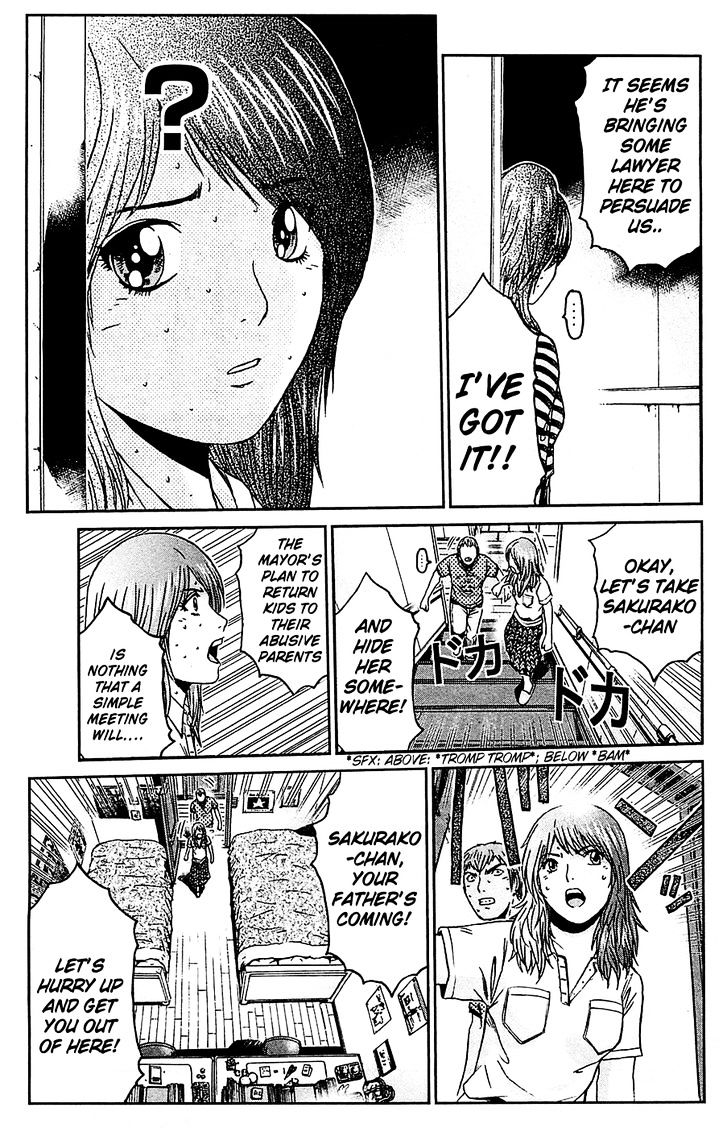 IT SEEMS
HE'S
BRINGING
SOME
LAWYER
HERE TO
PERSUADE
US..
...
I'VE
GOT
IT!!
?
OKAY,
LET'S TAKE
SAKURAKO
-CHAN
...
AND
HIDE
HER
SOME-
WHERE!
ドカ
ドカ
THE
MAYOR'S
PLAN TO
RETURN
KIDS TO
THEIR
ABUSIVE
PARENTS
IS
NOTHING
THAT A
SIMPLE
MEETING
WILL....
*SFX: ABOVE: *TROMP TROMP*; BELOW *BAM*
SAKURAKO
-CHAN,
YOUR
FATHER'S
COMING!
LET'S
HURRY UP
AND GET
YOU OUT
OF HERE!